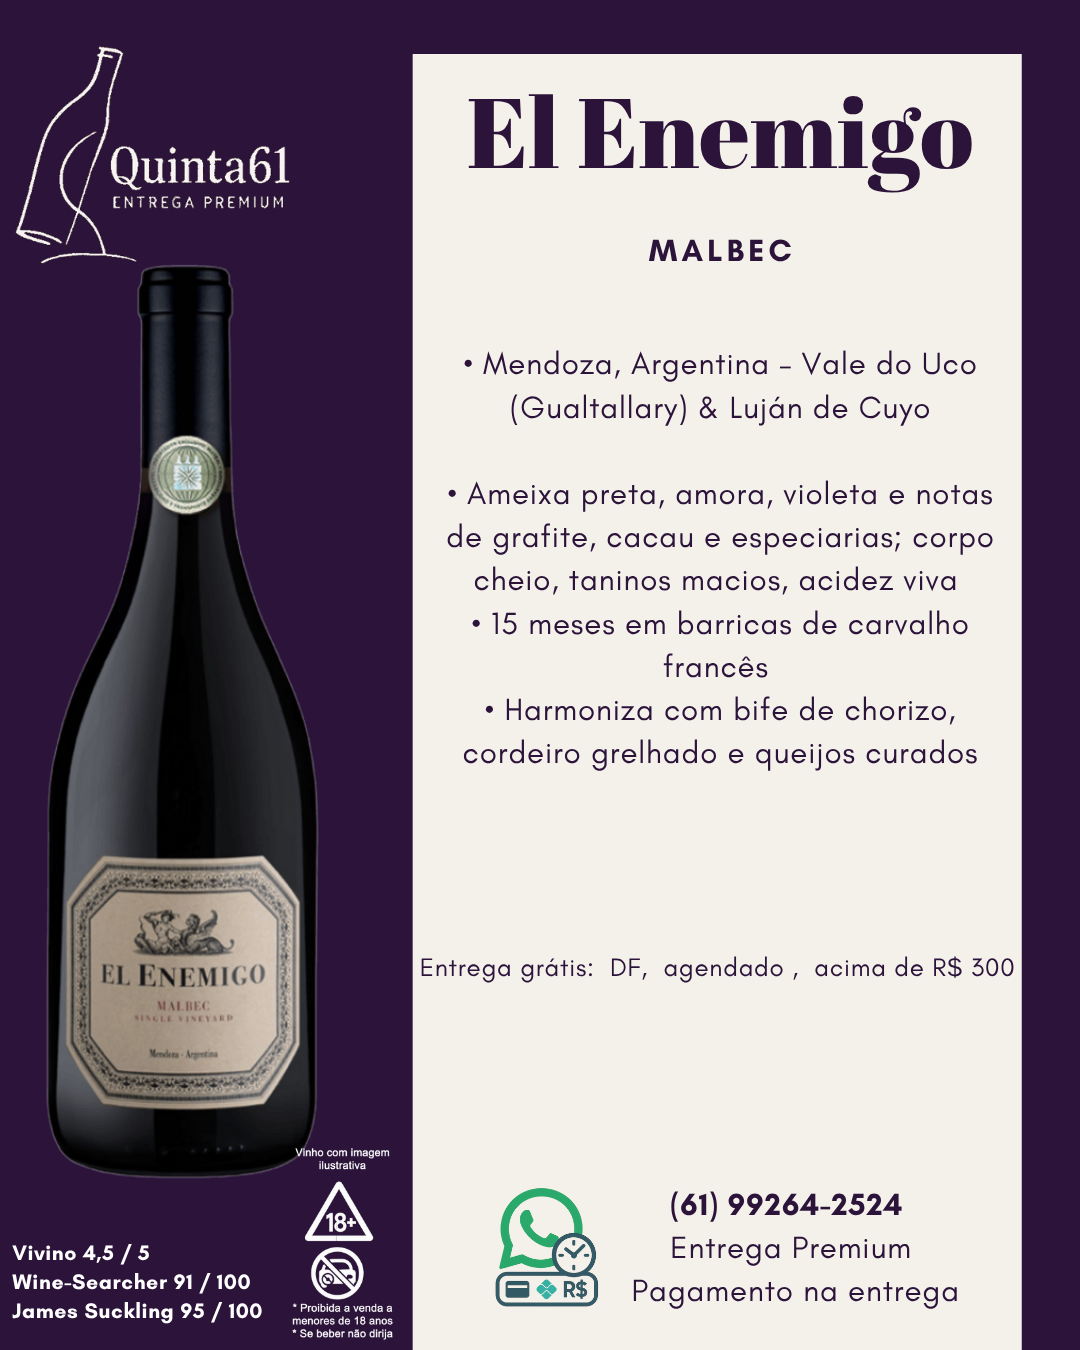 Quinta61
ENTREGA PREMIUM
El Enemigo
MALBEC
• Mendoza, Argentina – Vale do Uco
(Gualtallary) & Luján de Cuyo
• Ameixa preta, amora, violeta e notas
de grafite, cacau e especiarias; corpo
cheio, taninos macios, acidez viva
• 15 meses em barricas de carvalho
francês
• Harmoniza com bife de chorizo,
cordeiro grelhado e queijos curados
Entrega grátis: DF, agendado , acima de R$ 300
EL ENEMIGO
MALBEC
SINGLE VINEYARD
Mendoza - Argentina
Vinho com imagem
ilustrativa
18+
* Proibida a venda a
menores de 18 anos
* Se beber não dirija
Vivino 4,5 / 5
Wine-Searcher 91 / 100
James Suckling 95 / 100
R$
(61) 99264-2524
Entrega Premium
Pagamento na entrega